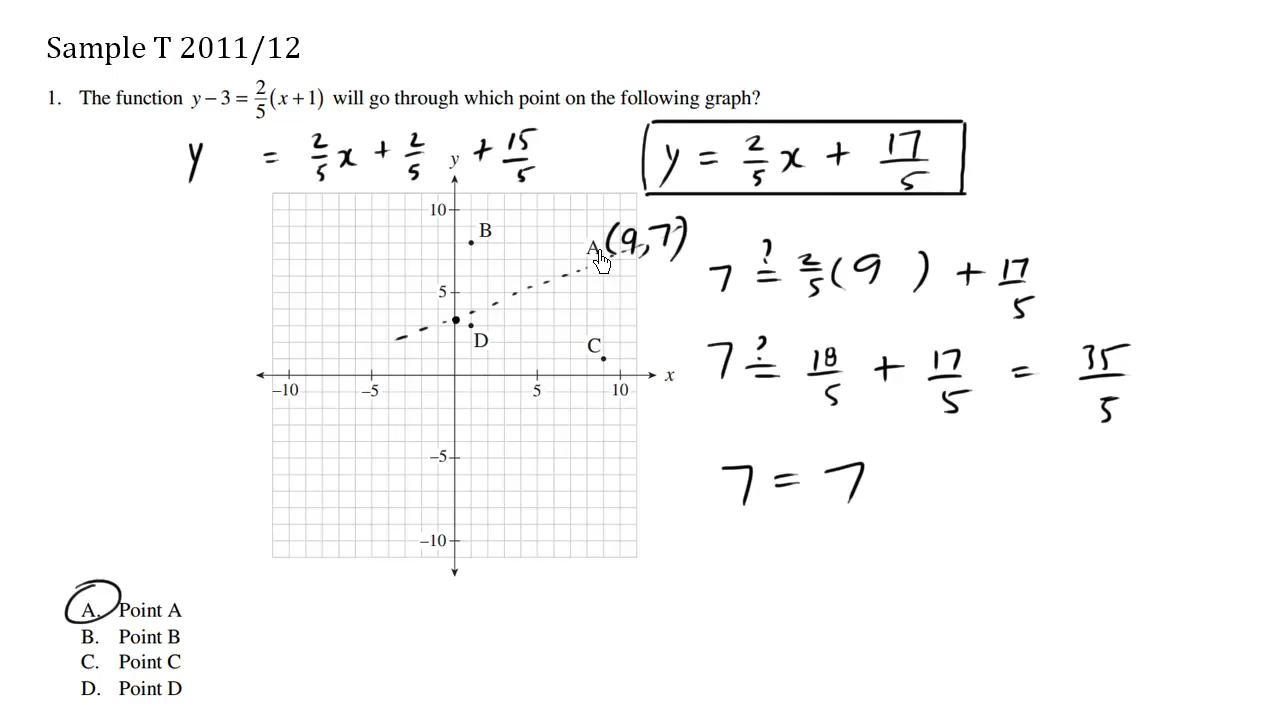 Sample T 2011/12
1. The function y − 3 = 2/5 (x + 1) will go through which point on the following graph?
y = 2/5 x + 2/5 + 15/5
y = 2/5 x + 17/5
y
10
B
A (9,7)
7 ≟ 2/5 (9 ) + 17/5
5
D
C
7 ≟ 18/5 + 17/5 = 35/5
x
−10 −5 5 10
−5
7 = 7
−10
A. Point A
B. Point B
C. Point C
D. Point D